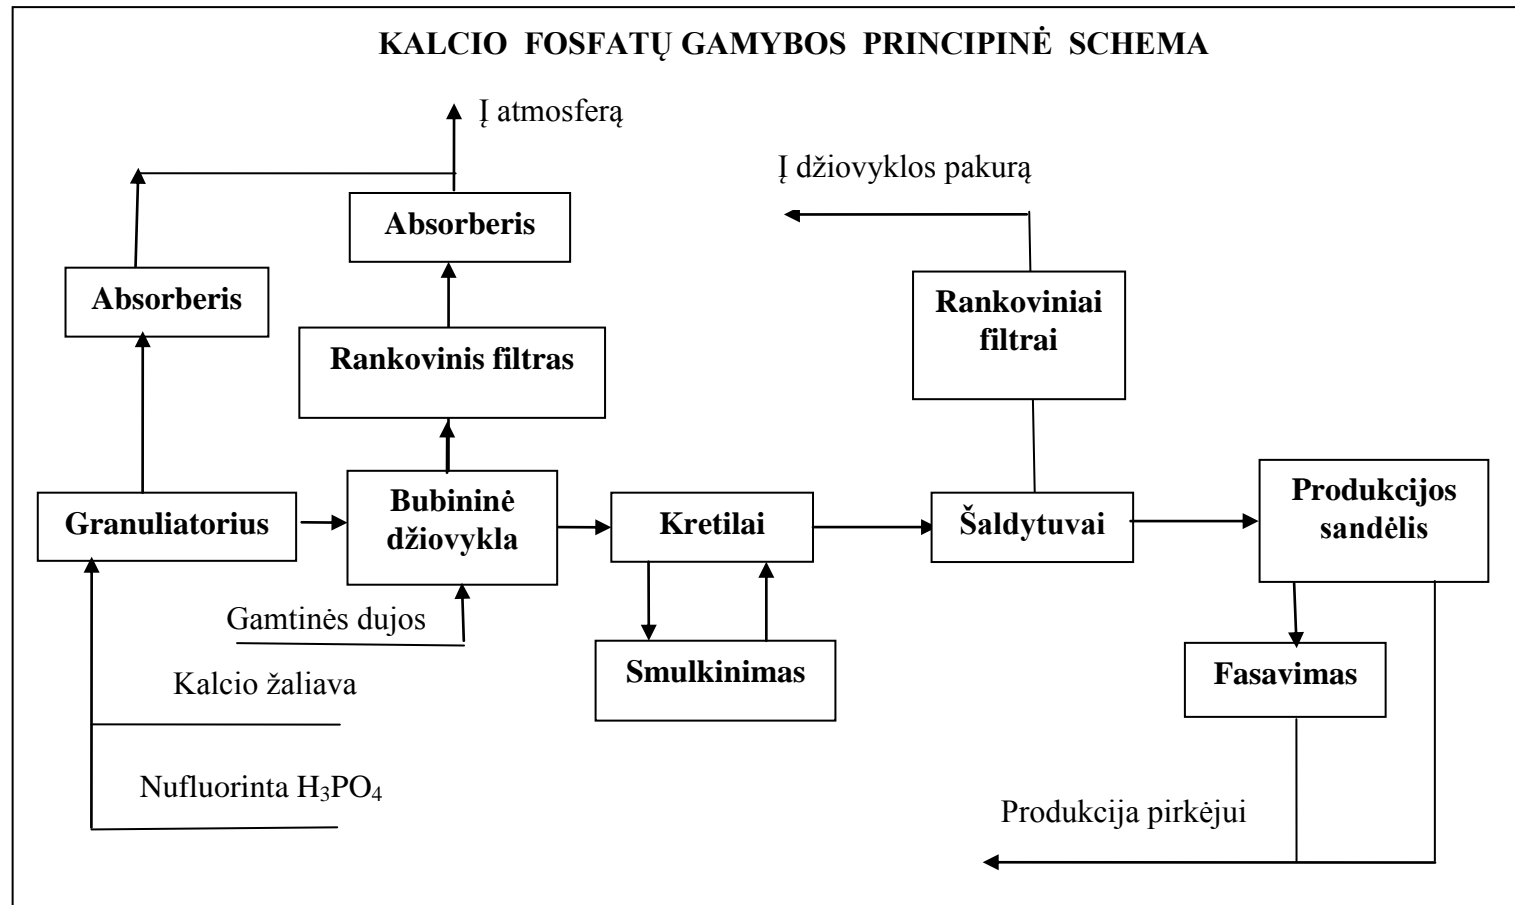 KALCIO FOSFATŲ GAMYBOS PRINCIPINĖ SCHEMA
Į atmosferą
Į džiovyklos pakurą
Absorberis
Absorberis
Rankoviniai
filtrai
Rankovinis filtras
Granuliatorius
Bubininė
džiovykla
Kretilai
Šaldytuvai
Produkcijos
sandėlis
Gamtinės dujos
Smulkinimas
Fasavimas
Kalcio žaliava
Nufluorinta H₃PO₄
Produkcija pirkėjui